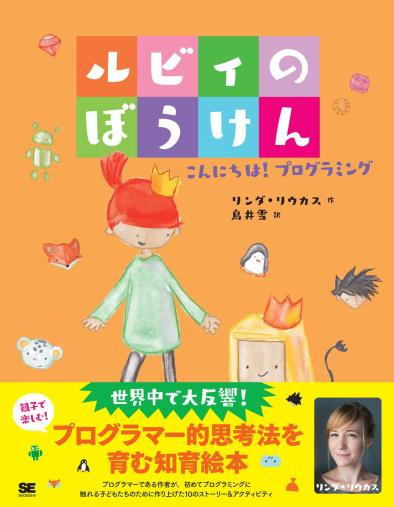 ルビィの
ぼうけん
こんにちは! プログラミング
リンダ・リウカス 作
鳥井雪 訳
世界中で大反響!
親子で
楽しむ!
プログラマー的思考法を
育む知育絵本
プログラマーである作者が、初めてプログラミングに
触れる子どもたちのために作り上げた10のストーリー&アクティビティ
リンダ・リウカス
SE
SHOEISHA